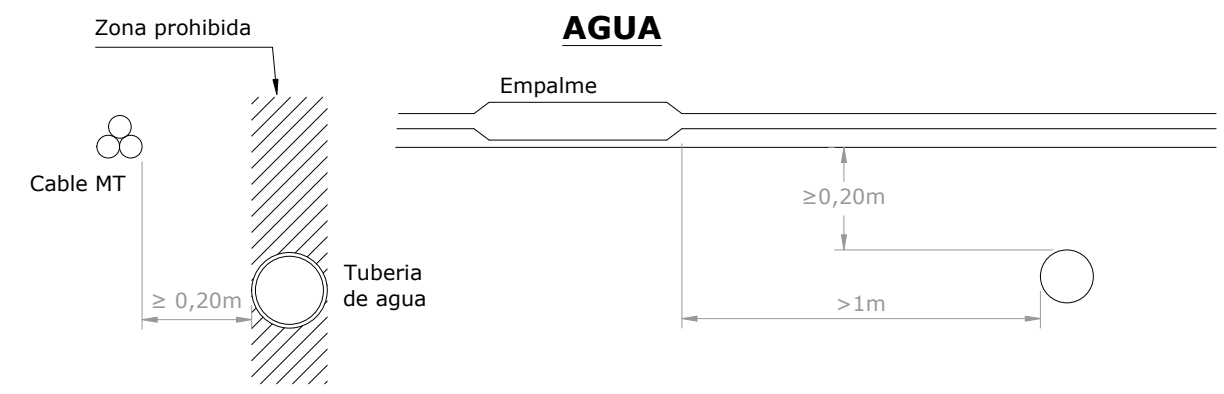 AGUA
Zona prohibida
Empalme
Cable MT
≥0,20m
Tuberia
de agua
≥ 0,20m
>1m